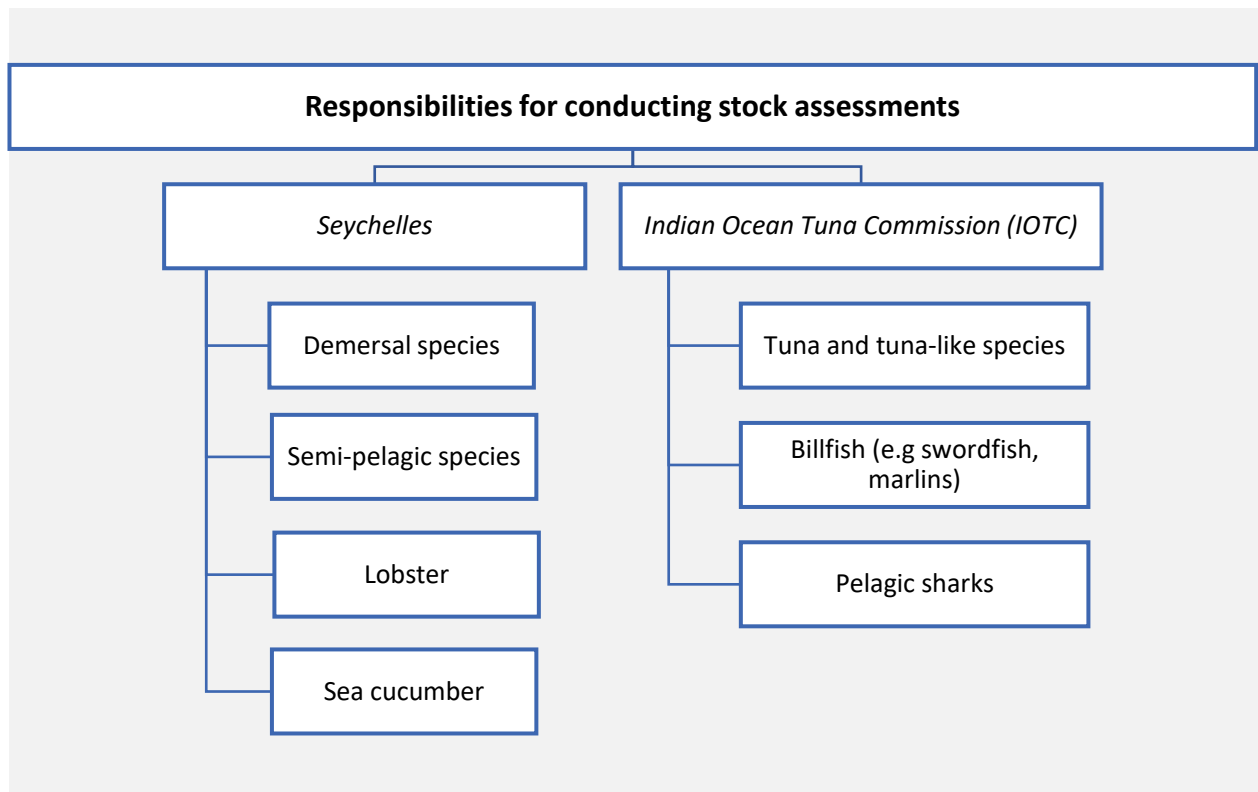 Responsibilities for conducting stock assessments
Seychelles
Demersal species
Semi-pelagic species
Lobster
Sea cucumber
Indian Ocean Tuna Commission (IOTC)
Tuna and tuna-like species
Billfish (e.g swordfish,
marlins)
Pelagic sharks